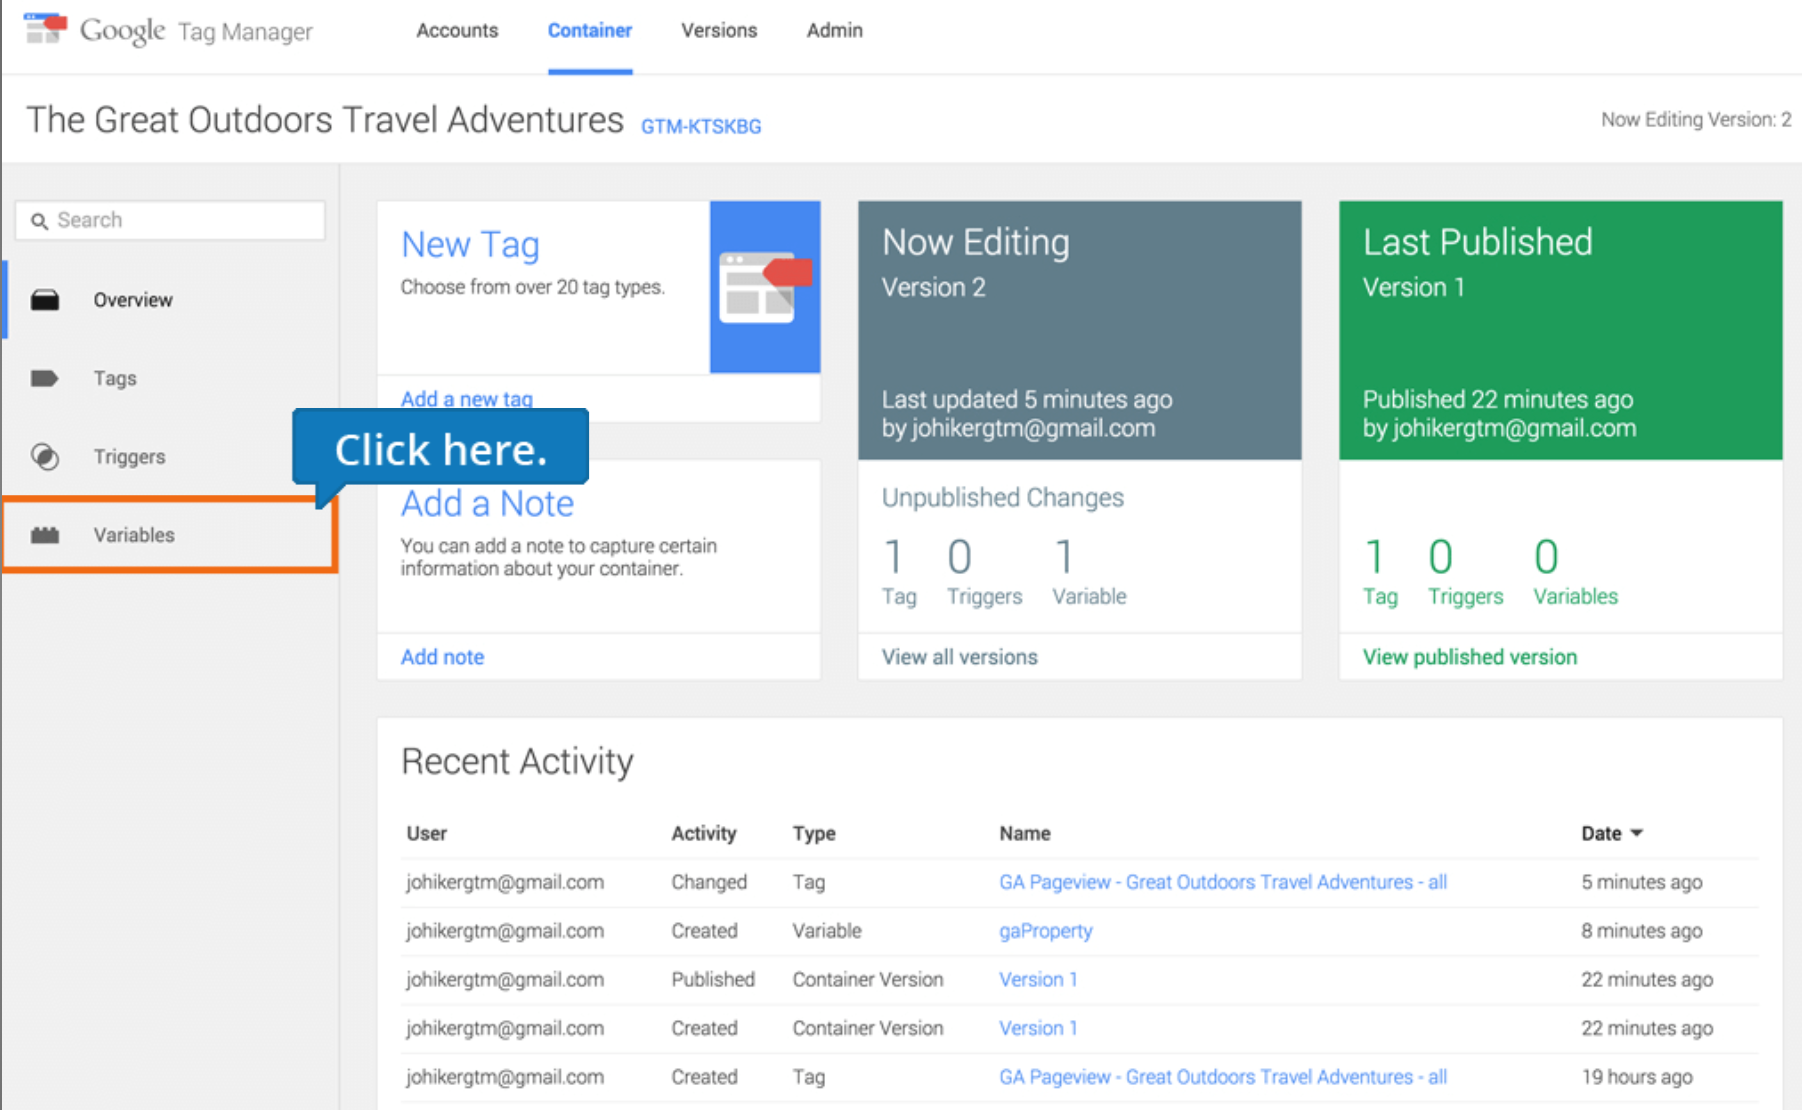 Google Tag Manager
Accounts Container Versions Admin
The Great Outdoors Travel Adventures GTM-KTSKBG
Now Editing Version: 2
Search
Overview
Tags
Triggers
Variables
Click here.
New Tag
Choose from over 20 tag types.
Add a new tag
Add a Note
You can add a note to capture certain
information about your container.
Add note
Now Editing
Version 2
Last updated 5 minutes ago
by johikergtm@gmail.com
Unpublished Changes
1 0 1
Tag Triggers Variable
View all versions
Last Published
Version 1
Published 22 minutes ago
by johikergtm@gmail.com
1 0 0
Tag Triggers Variables
View published version
Recent Activity
User Activity Type Name Date
johikergtm@gmail.com Changed Tag GA Pageview - Great Outdoors Travel Adventures - all 5 minutes ago
johikergtm@gmail.com Created Variable gaProperty 8 minutes ago
johikergtm@gmail.com Published Container Version Version 1 22 minutes ago
johikergtm@gmail.com Created Container Version Version 1 22 minutes ago
johikergtm@gmail.com Created Tag GA Pageview - Great Outdoors Travel Adventures - all 19 hours ago